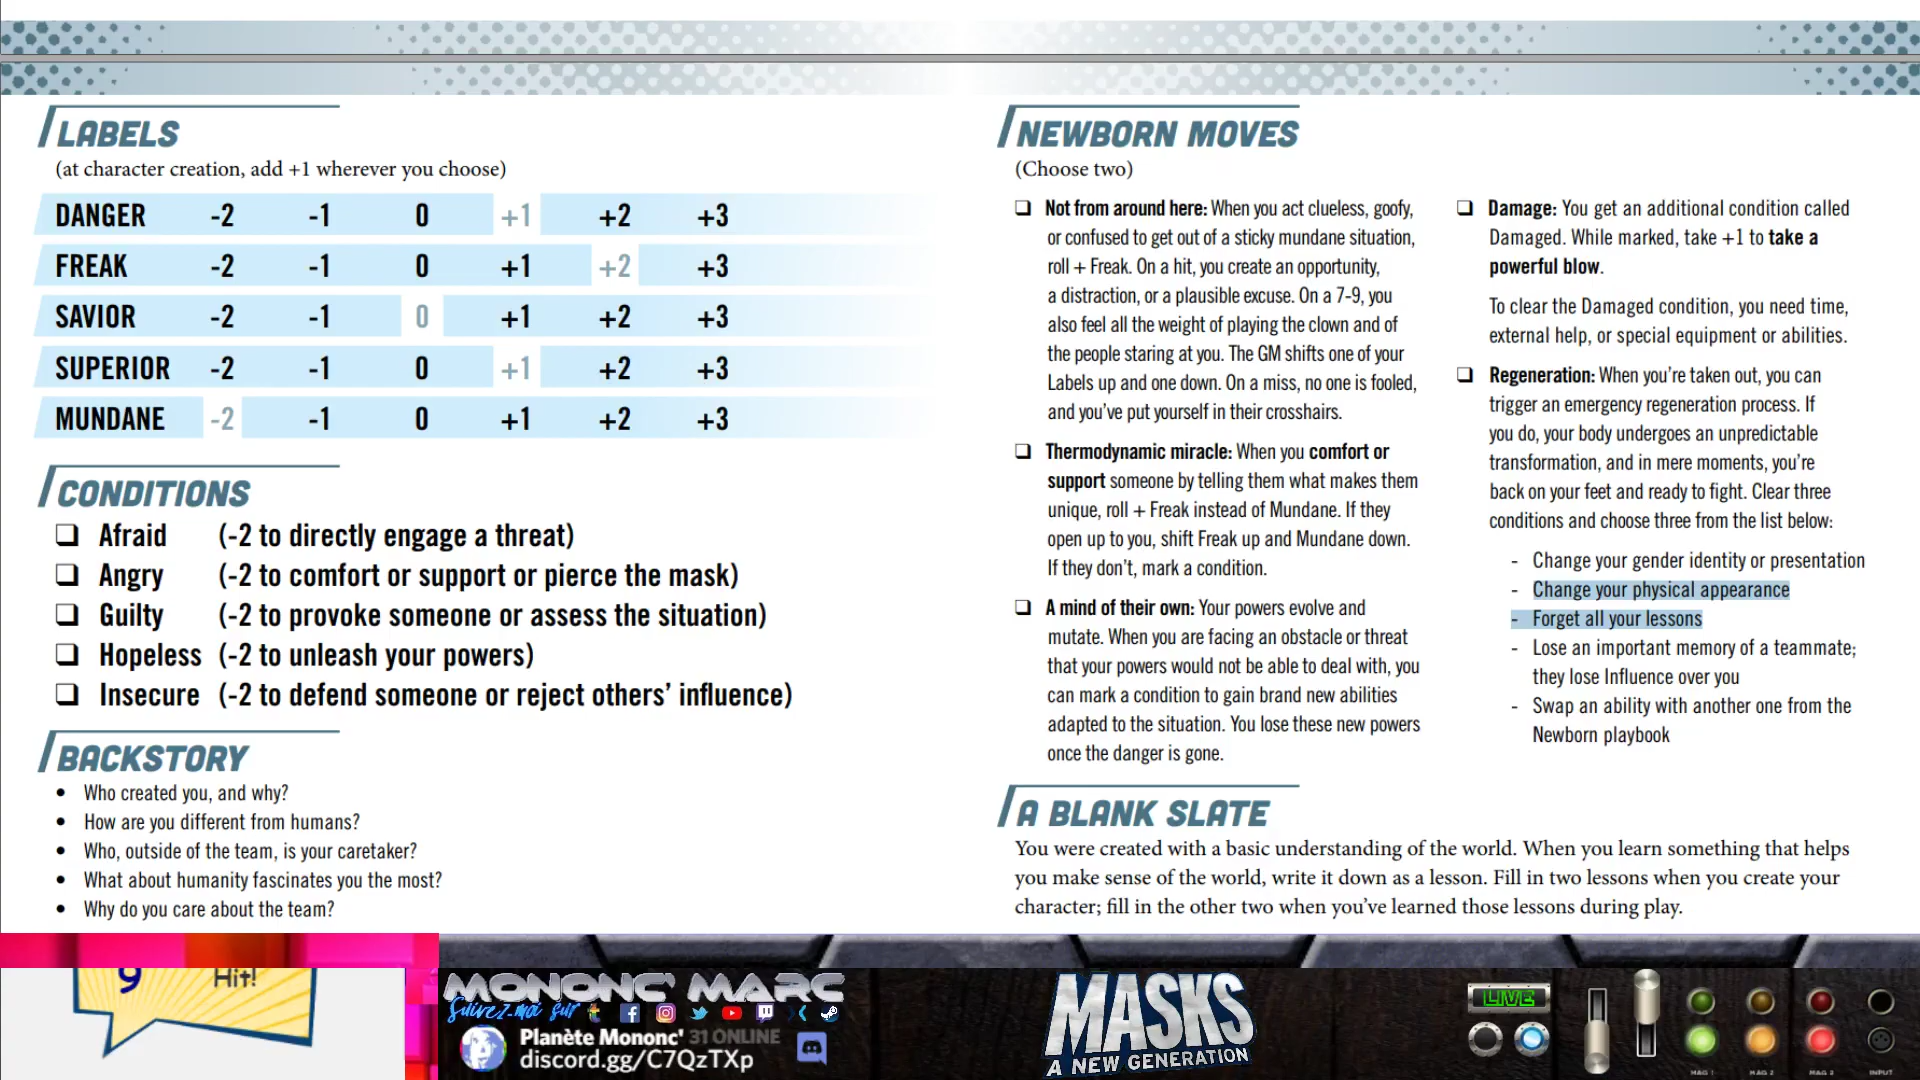 LABELS
(at character creation, add +1 wherever you choose)
DANGER -2 -1 0 +1 +2 +3
FREAK -2 -1 0 +1 +2 +3
SAVIOR -2 -1 0 +1 +2 +3
SUPERIOR -2 -1 0 +1 +2 +3
MUNDANE -2 -1 0 +1 +2 +3
CONDITIONS
❏ Afraid (-2 to directly engage a threat)
❏ Angry (-2 to comfort or support or pierce the mask)
❏ Guilty (-2 to provoke someone or assess the situation)
❏ Hopeless (-2 to unleash your powers)
❏ Insecure (-2 to defend someone or reject others’ influence)
BACKSTORY
• Who created you, and why?
• How are you different from humans?
• Who, outside of the team, is your caretaker?
• What about humanity fascinates you the most?
• Why do you care about the team?
NEWBORN MOVES
(Choose two)
❏ Not from around here: When you act clueless, goofy,
or confused to get out of a sticky mundane situation,
roll + Freak. On a hit, you create an opportunity,
a distraction, or a plausible excuse. On a 7-9, you
also feel all the weight of playing the clown and of
the people staring at you. The GM shifts one of your
Labels up and one down. On a miss, no one is fooled,
and you’ve put yourself in their crosshairs.
❏ Thermodynamic miracle: When you comfort or
support someone by telling them what makes them
unique, roll + Freak instead of Mundane. If they
open up to you, shift Freak up and Mundane down.
If they don’t, mark a condition.
❏ A mind of their own: Your powers evolve and
mutate. When you are facing an obstacle or threat
that your powers would not be able to deal with, you
can mark a condition to gain brand new abilities
adapted to the situation. You lose these new powers
once the danger is gone.
❏ Damage: You get an additional condition called
Damaged. While marked, take +1 to take a
powerful blow.
To clear the Damaged condition, you need time,
external help, or special equipment or abilities.
❏ Regeneration: When you’re taken out, you can
trigger an emergency regeneration process. If
you do, your body undergoes an unpredictable
transformation, and in mere moments, you’re
back on your feet and ready to fight. Clear three
conditions and choose three from the list below:
- Change your gender identity or presentation
- Change your physical appearance
- Forget all your lessons
- Lose an important memory of a teammate;
they lose Influence over you
- Swap an ability with another one from the
Newborn playbook
A BLANK SLATE
You were created with a basic understanding of the world. When you learn something that helps
you make sense of the world, write it down as a lesson. Fill in two lessons when you create your
character; fill in the other two when you’ve learned those lessons during play.
9 Hit!
MONONC' MARC
Suivez-moi sur
Planète Mononc' 31 ONLINE
discord.gg/C7QzTXp
MASKS
A NEW GENERATION
LIVE
MAG 1 MAG 2 MAG 3 INPUT